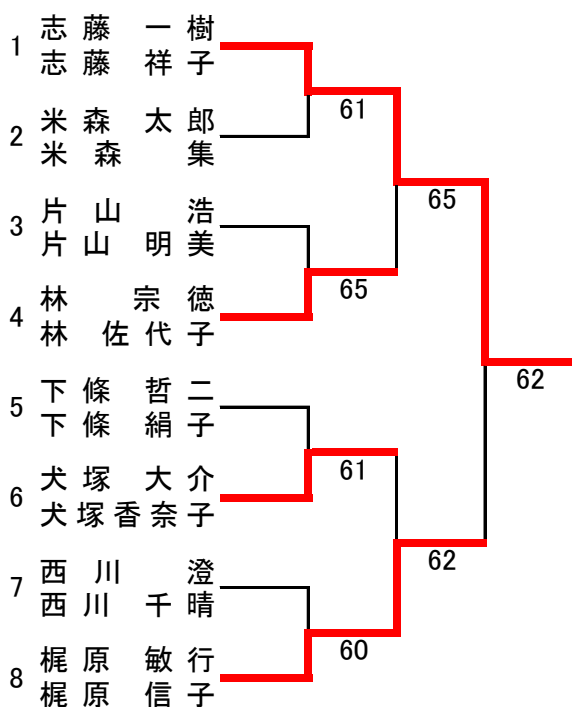 1
志藤 一樹
志藤 祥子
61
2
米森 太郎
米森 集
65
3
片山 浩
片山 明美
65
4
林 宗徳
林 佐代子
62
5
下條 哲二
下條 絹子
6
犬塚 大介
犬塚香奈子
61
62
7
西川 澄
西川 千晴
60
8
梶原 敏行
梶原 信子